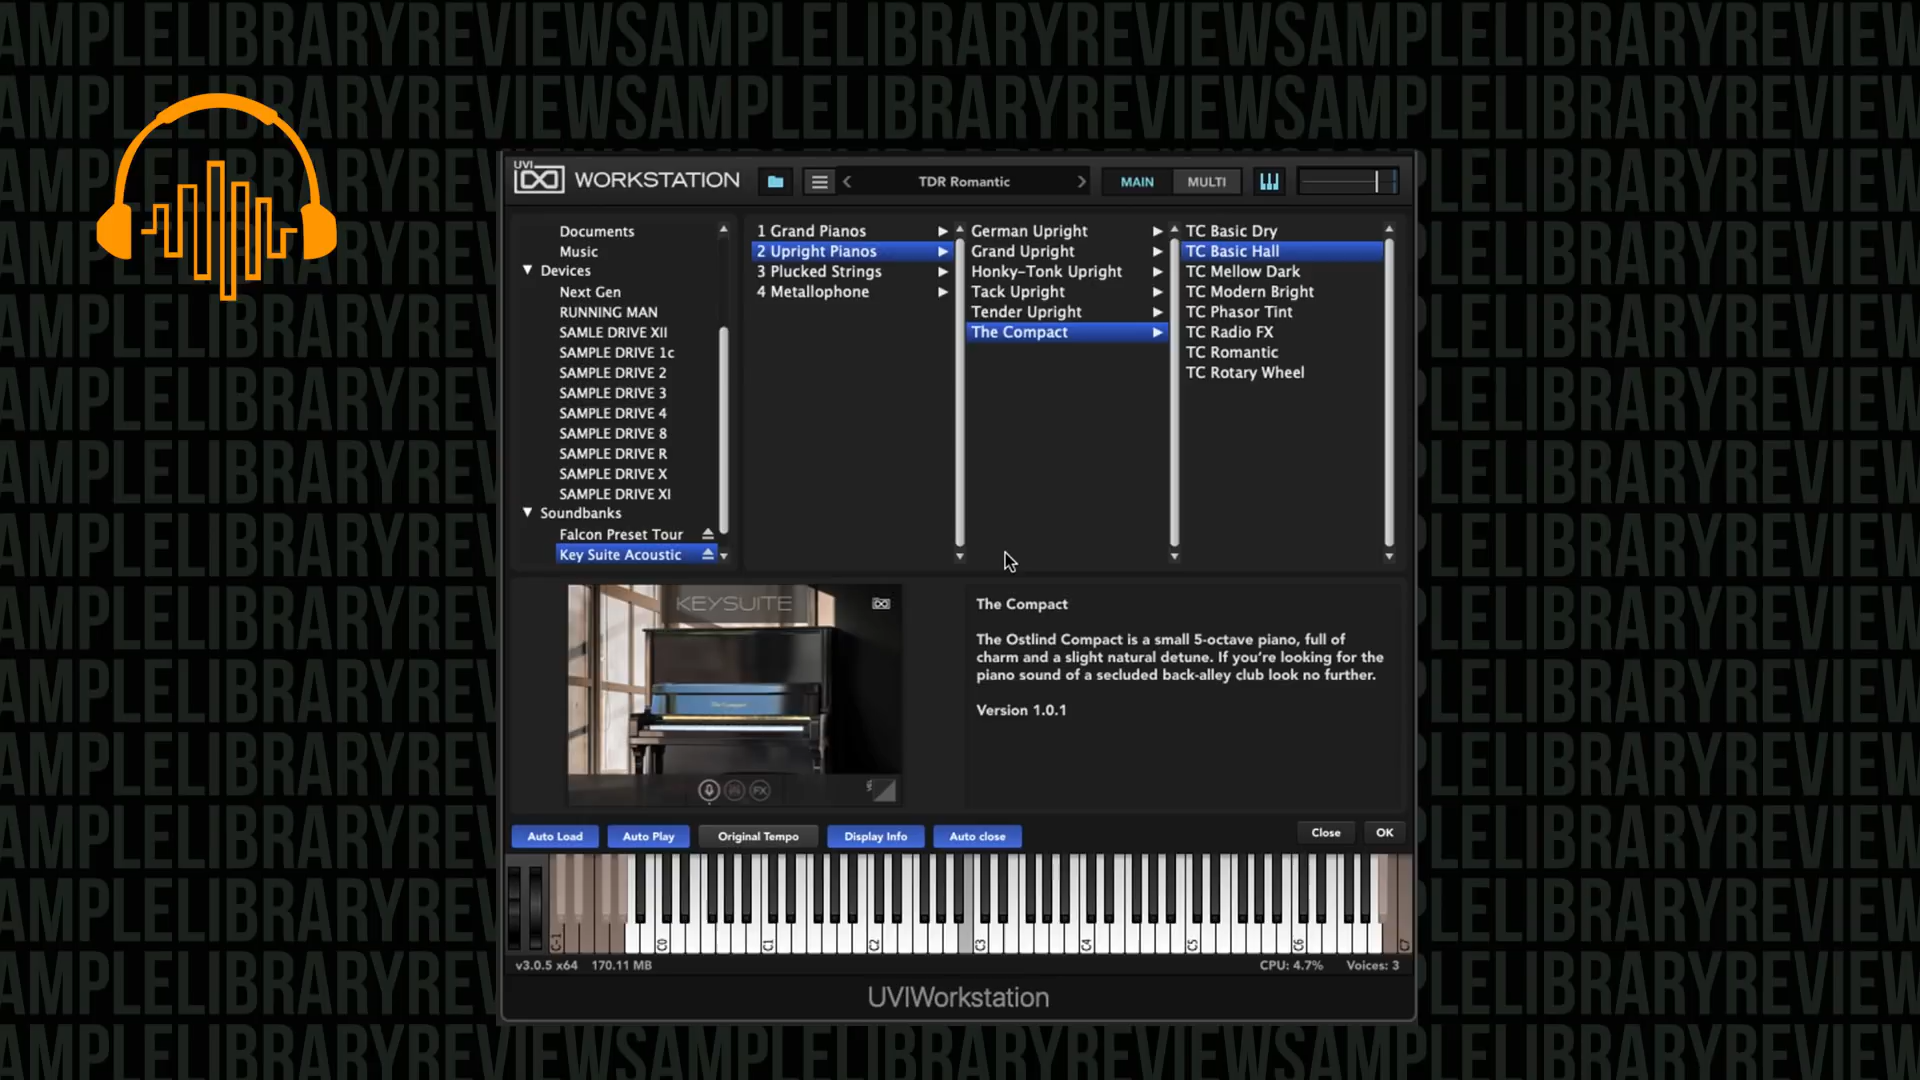 SAMPLELIBRARYREVIEW
UVI
WORKSTATION
TDR Romantic
MAIN
MULTI
Documents
Music
Devices
Next Gen
RUNNING MAN
SAMLE DRIVE XII
SAMPLE DRIVE 1c
SAMPLE DRIVE 2
SAMPLE DRIVE 3
SAMPLE DRIVE 4
SAMPLE DRIVE 8
SAMPLE DRIVE R
SAMPLE DRIVE X
SAMPLE DRIVE XI
Soundbanks
Falcon Preset Tour
Key Suite Acoustic
1 Grand Pianos
2 Upright Pianos
3 Plucked Strings
4 Metallophone
German Upright
Grand Upright
Honky-Tonk Upright
Tack Upright
Tender Upright
The Compact
TC Basic Dry
TC Basic Hall
TC Mellow Dark
TC Modern Bright
TC Phasor Tint
TC Radio FX
TC Romantic
TC Rotary Wheel
KEYSUITE
The Compact
FX
The Compact
The Ostlind Compact is a small 5-octave piano, full of
charm and a slight natural detune. If you're looking for the
piano sound of a secluded back-alley club look no further.
Version 1.0.1
Auto Load
Auto Play
Original Tempo
Display Info
Auto close
Close
OK
C-1 C0 C1 C2 C3 C4 C5 C6 C7
v3.0.5 x64 170.11 MB
CPU: 4.7% Voices: 3
UVIWorkstation